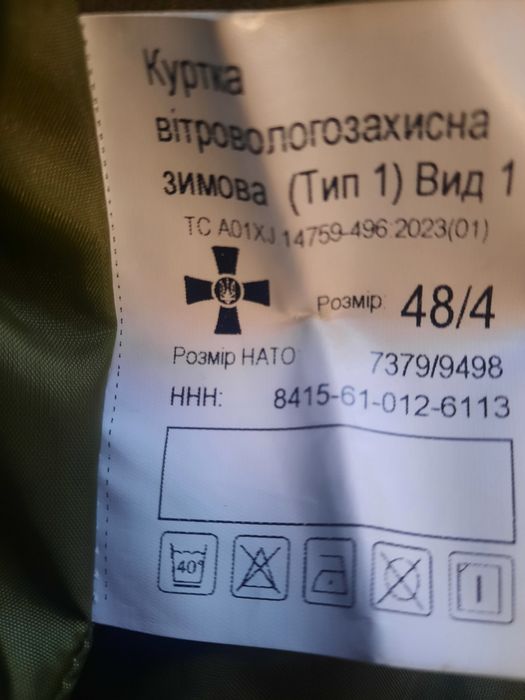 Куртка
вітровологозахисна
зимова (Тип 1) Вид 1
ТС А01XJ 14759-496:2023(01)
Розмір 48/4
Розмір НАТО 7379/9498
ННН: 8415-61-012-6113
40°